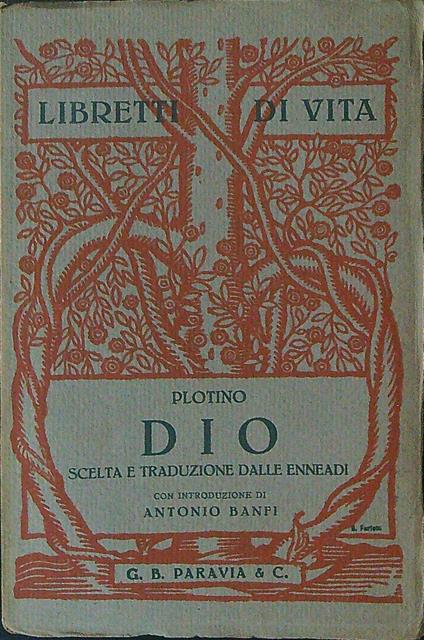 LIBRETTI DI VITA
PLOTINO
DIO
SCELTA E TRADUZIONE DALLE ENNEADI
CON INTRODUZIONE DI
ANTONIO BANFI
G. B. PARAVIA & C.